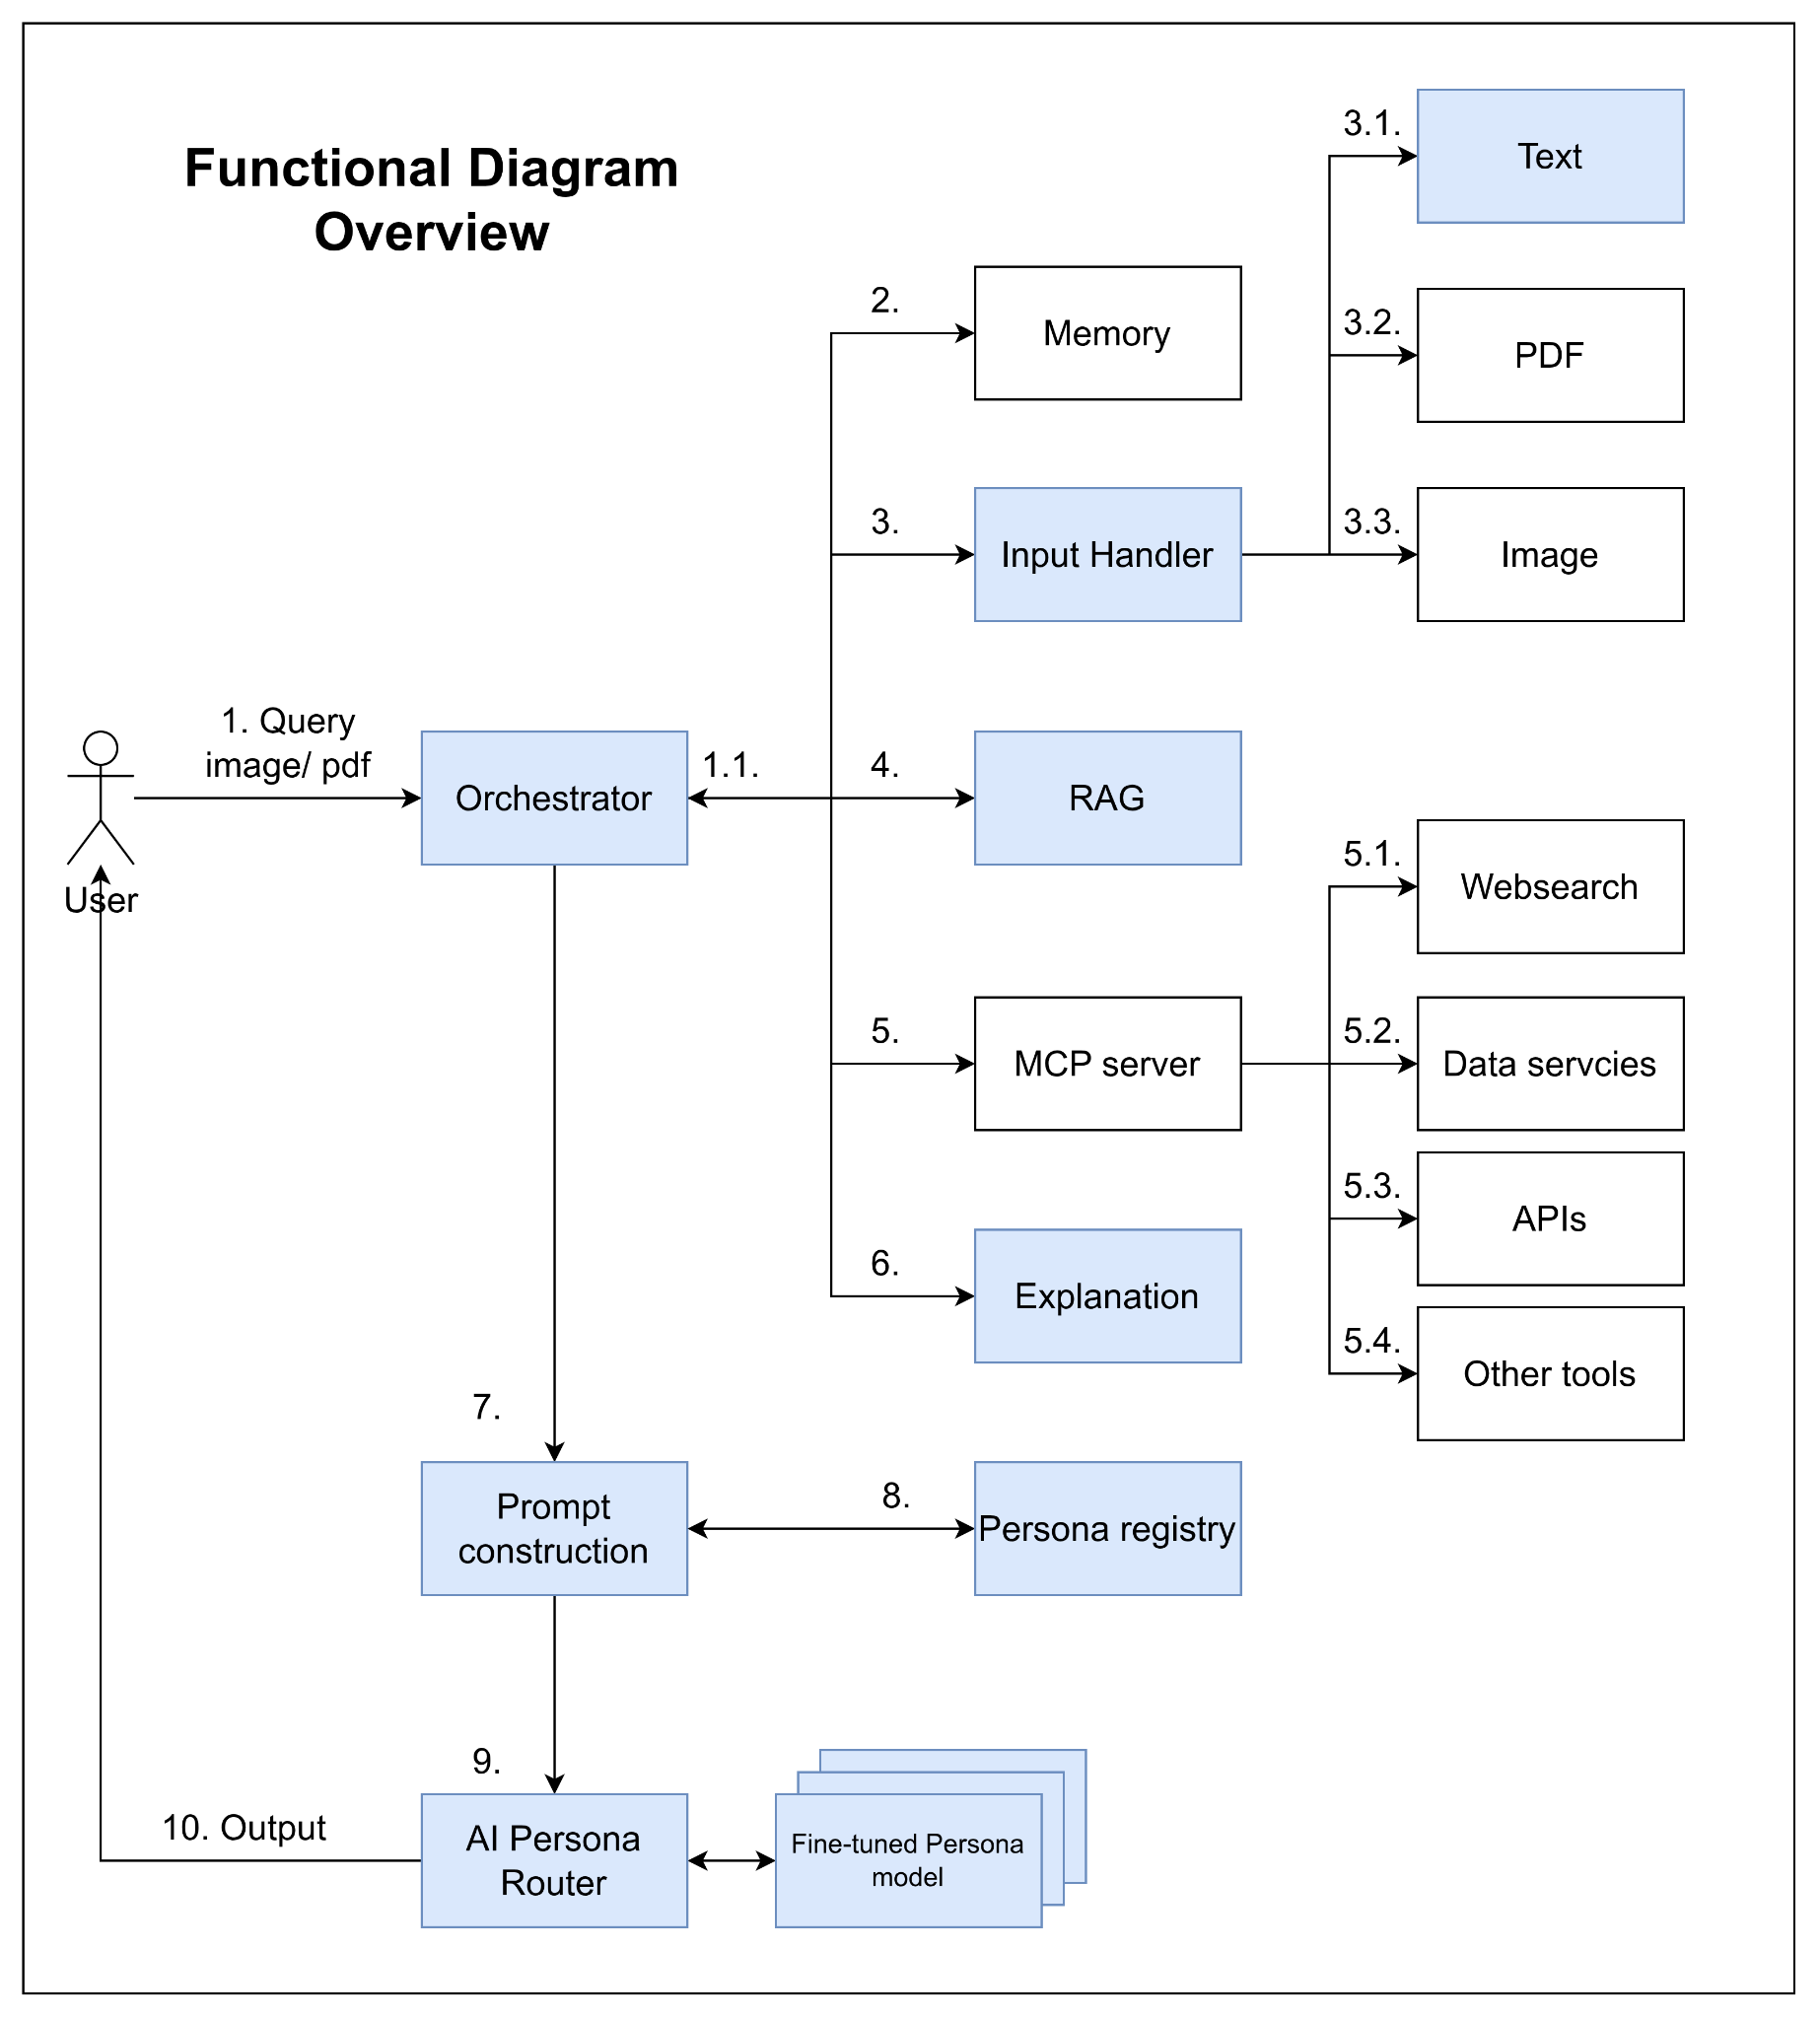 Functional Diagram
Overview
3.1.
Text
2.
Memory
3.2.
PDF
3.
Input Handler
3.3.
Image
1. Query
image/ pdf
User
Orchestrator
1.1.
4.
RAG
5.1.
Websearch
5.
MCP server
5.2.
Data servcies
5.3.
APIs
6.
Explanation
5.4.
Other tools
7.
Prompt
construction
8.
Persona registry
9.
10. Output
AI Persona
Router
Fine-tuned Persona
model